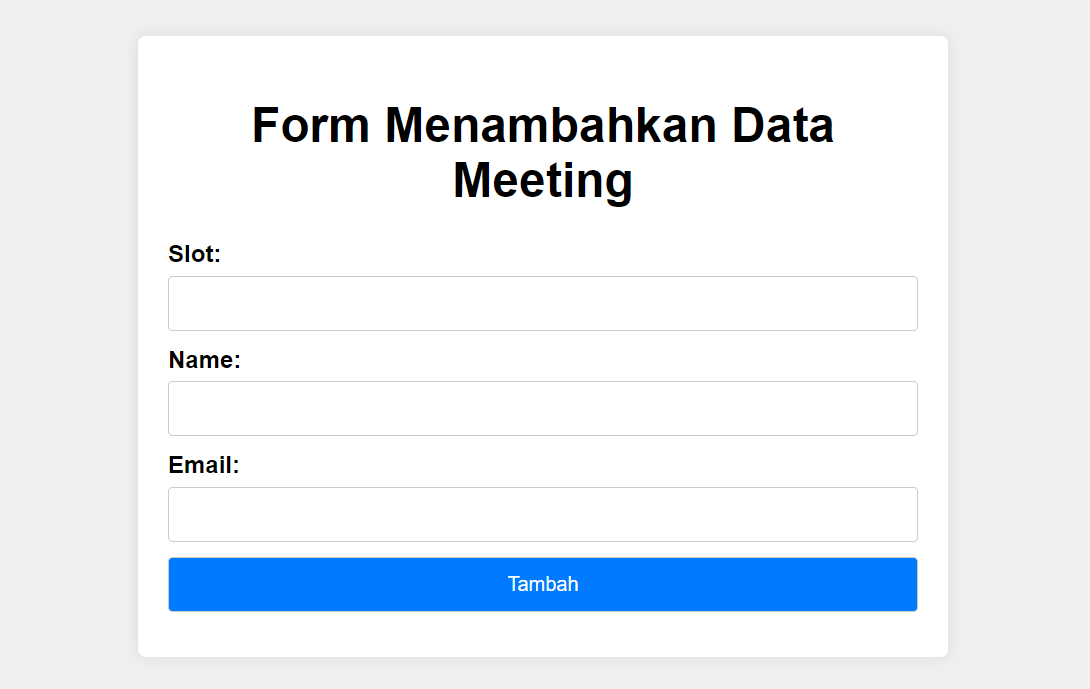 Form Menambahkan Data
Meeting
Slot:
Name:
Email:
Tambah